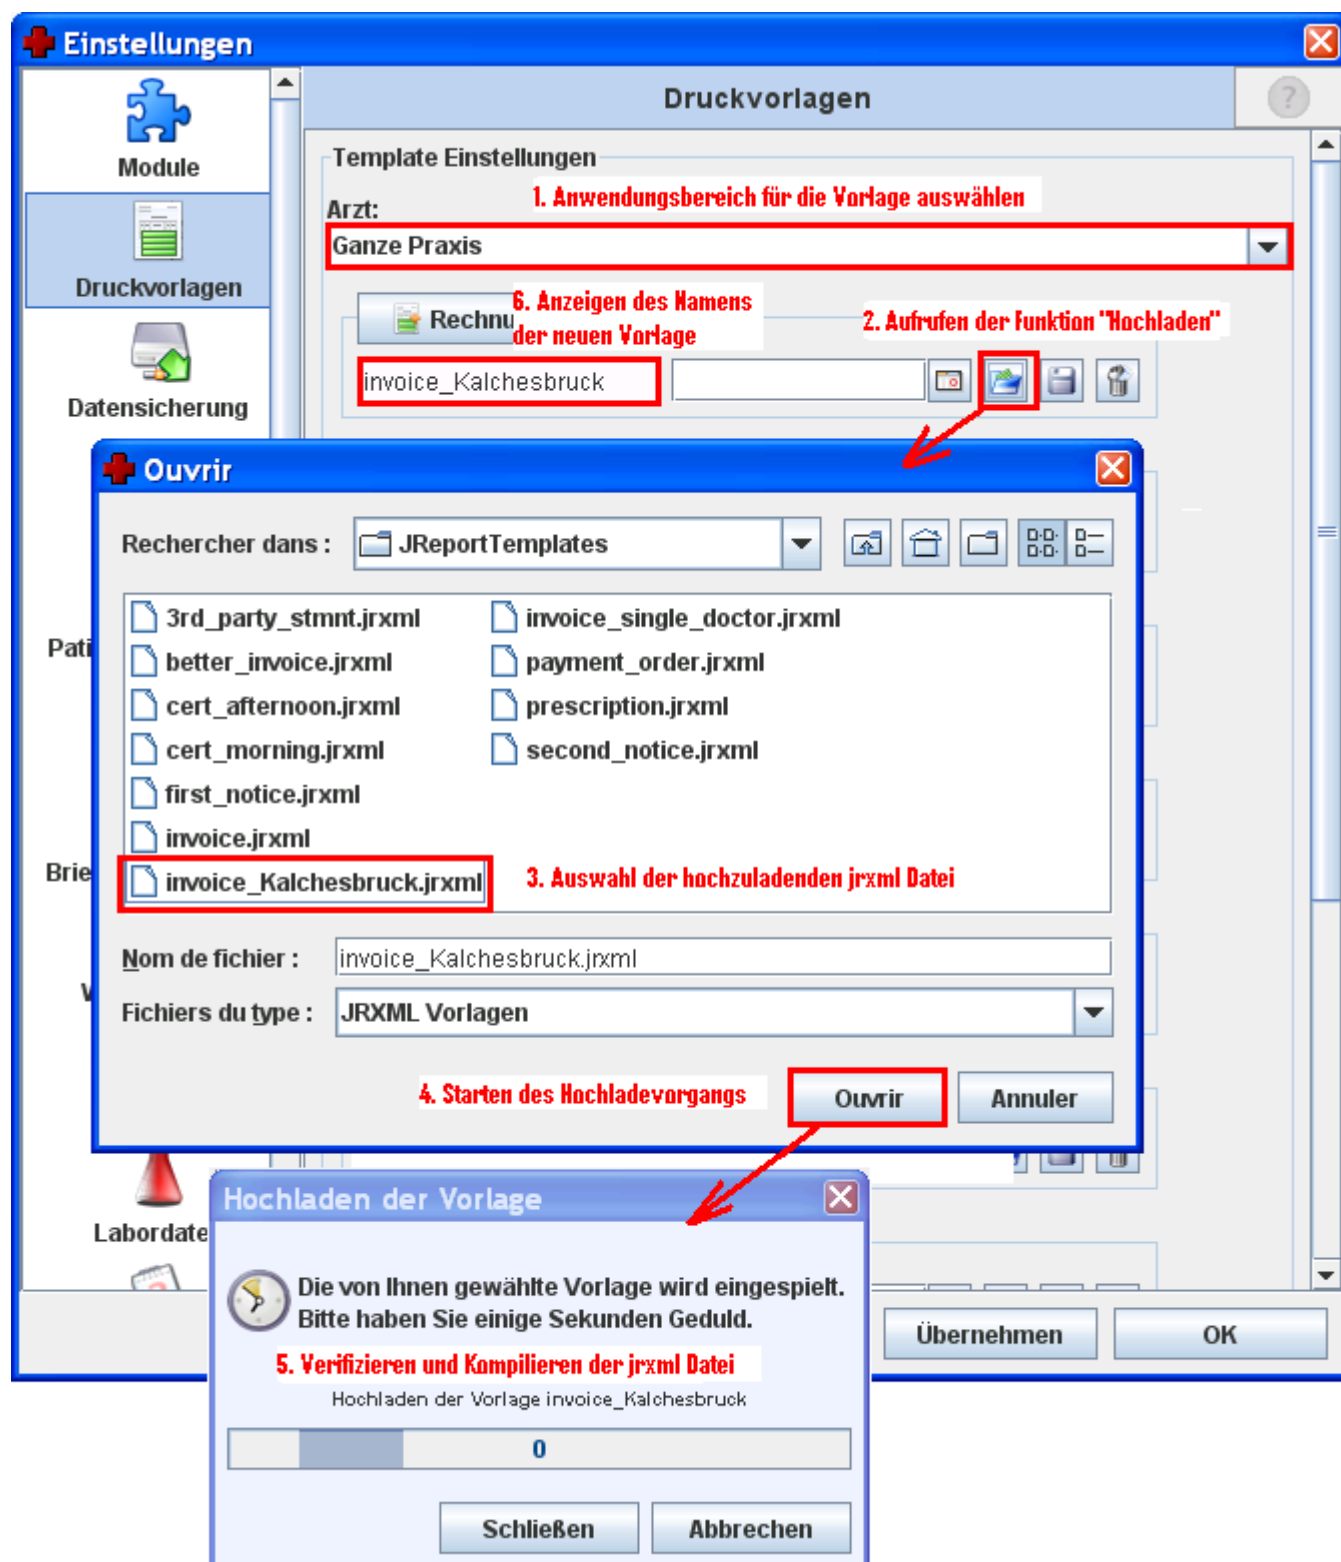 Einstellungen
Module
Druckvorlagen
Datensicherung
Pati
Brie
Labordate
Druckvorlagen
?
Template Einstellungen
1. Anwendungsbereich für die Vorlage auswählen
Arzt:
Ganze Praxis
Rechnu
6. Anzeigen des Namens
der neuen Vorlage
2. Aufrufen der Funktion "Hochladen"
invoice_Kalchesbruck
Ouvrir
Rechercher dans :
JReportTemplates
3rd_party_stmnt.jrxml
better_invoice.jrxml
cert_afternoon.jrxml
cert_morning.jrxml
first_notice.jrxml
invoice.jrxml
invoice_Kalchesbruck.jrxml
invoice_single_doctor.jrxml
payment_order.jrxml
prescription.jrxml
second_notice.jrxml
3. Auswahl der hochzuladenden jrxml Datei
Nom de fichier :
invoice_Kalchesbruck.jrxml
Fichiers du type :
JRXML Vorlagen
4. Starten des Hochladevorgangs
Ouvrir
Annuler
Hochladen der Vorlage
Die von Ihnen gewählte Vorlage wird eingespielt.
Bitte haben Sie einige Sekunden Geduld.
5. Verifizieren und Kompilieren der jrxml Datei
Hochladen der Vorlage invoice_Kalchesbruck
0
Schließen
Abbrechen
Übernehmen
OK